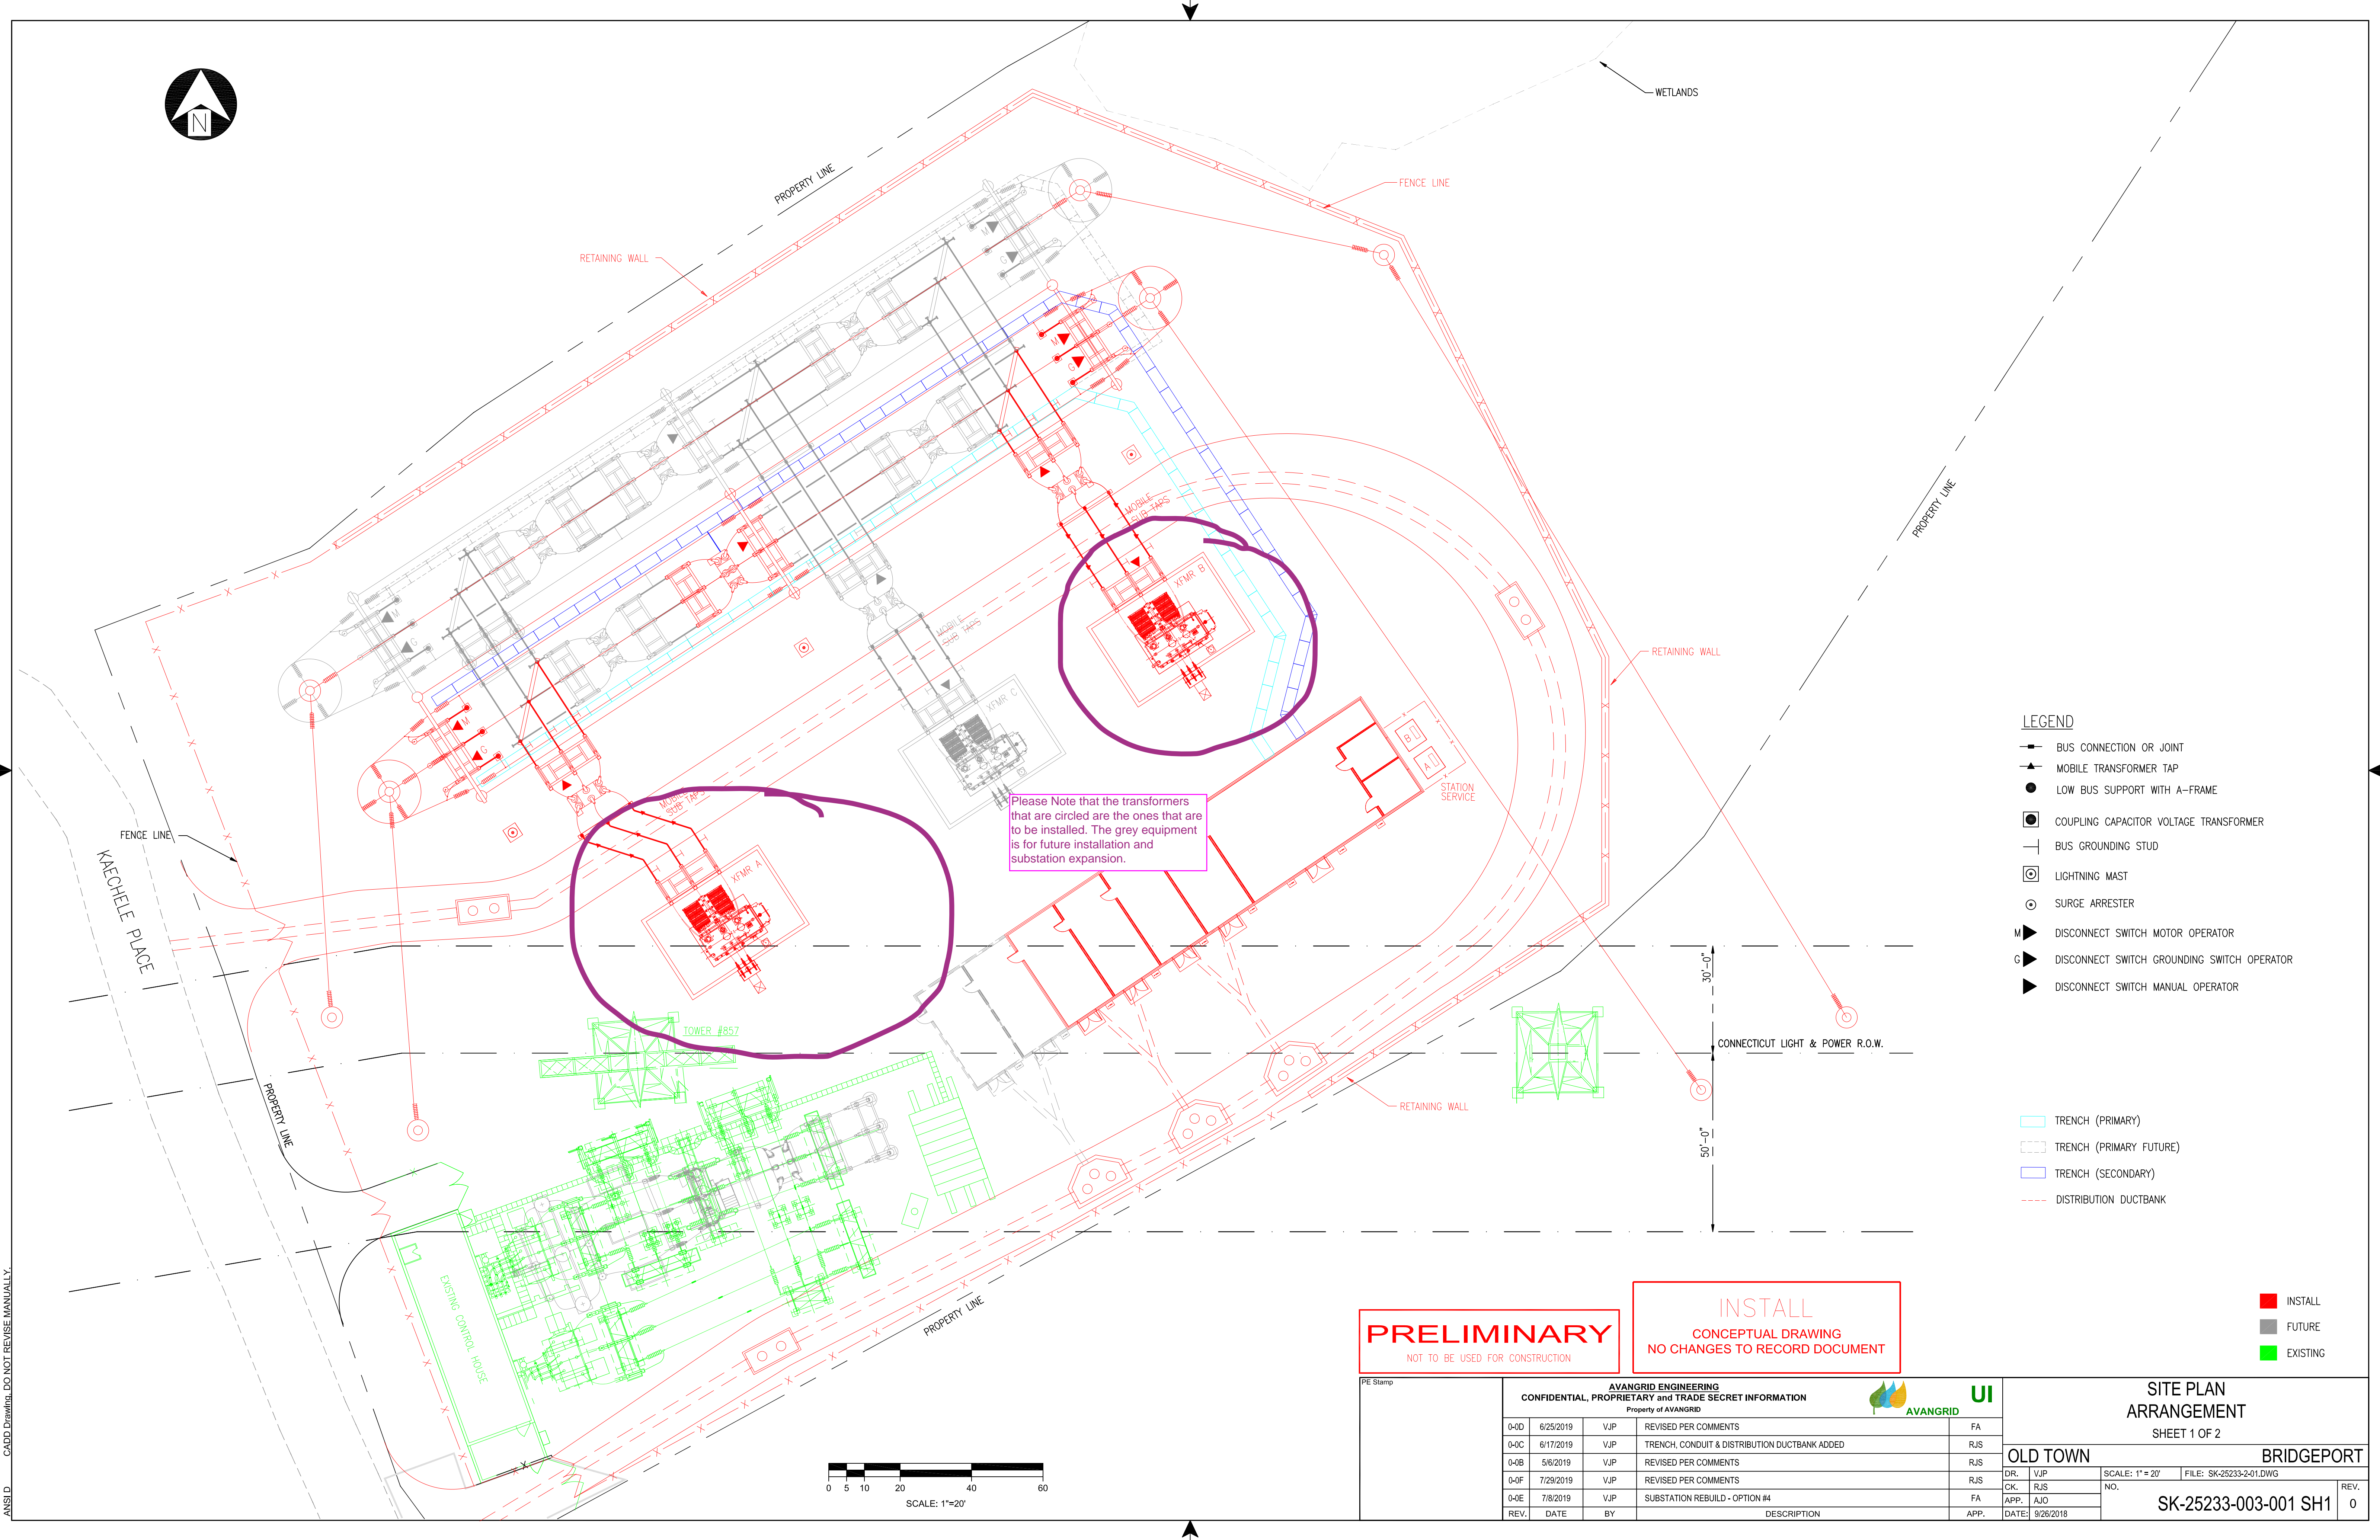 N
WETLANDS
PROPERTY LINE
FENCE LINE
RETAINING WALL
M
G
M
G
MOBILE
SUB TAPS
PROPERTY LINE
XFMR B
MOBILE
SUB TAPS
M
G
XFMR C
RETAINING WALL
M
G
B
A
STATION
SERVICE
MOBILE
SUB TAPS
Please Note that the transformers
that are circled are the ones that are
to be installed. The grey equipment
is for future installation and
substation expansion.
FENCE LINE
KAECHELE PLACE
XFMR A
TOWER #857
30'-0"
CONNECTICUT LIGHT & POWER R.O.W.
50'-0"
PROPERTY LINE
RETAINING WALL
EXISTING CONTROL HOUSE
PROPERTY LINE
LEGEND
BUS CONNECTION OR JOINT
MOBILE TRANSFORMER TAP
LOW BUS SUPPORT WITH A-FRAME
COUPLING CAPACITOR VOLTAGE TRANSFORMER
BUS GROUNDING STUD
LIGHTNING MAST
SURGE ARRESTER
M DISCONNECT SWITCH MOTOR OPERATOR
G DISCONNECT SWITCH GROUNDING SWITCH OPERATOR
DISCONNECT SWITCH MANUAL OPERATOR
TRENCH (PRIMARY)
TRENCH (PRIMARY FUTURE)
TRENCH (SECONDARY)
DISTRIBUTION DUCTBANK
INSTALL
FUTURE
EXISTING
PRELIMINARY
NOT TO BE USED FOR CONSTRUCTION
INSTALL
CONCEPTUAL DRAWING
NO CHANGES TO RECORD DOCUMENT
0 5 10 20 40 60
SCALE: 1"=20'
PE Stamp
AVANGRID ENGINEERING
CONFIDENTIAL, PROPRIETARY and TRADE SECRET INFORMATION
Property of AVANGRID
AVANGRID
UI
0-0D 6/25/2019 VJP REVISED PER COMMENTS FA
0-0C 6/17/2019 VJP TRENCH, CONDUIT & DISTRIBUTION DUCTBANK ADDED RJS
0-0B 5/6/2019 VJP REVISED PER COMMENTS RJS
0-0F 7/29/2019 VJP REVISED PER COMMENTS RJS
0-0E 7/8/2019 VJP SUBSTATION REBUILD - OPTION #4 FA
REV. DATE BY DESCRIPTION APP.
SITE PLAN
ARRANGEMENT
SHEET 1 OF 2
OLD TOWN BRIDGEPORT
DR. VJP SCALE: 1" = 20' FILE: SK-25233-2-01.DWG
CK. RJS NO. REV.
APP. AJO SK-25233-003-001 SH1 0
DATE: 9/26/2018
ANSI D CADD Drawing. DO NOT REVISE MANUALLY.